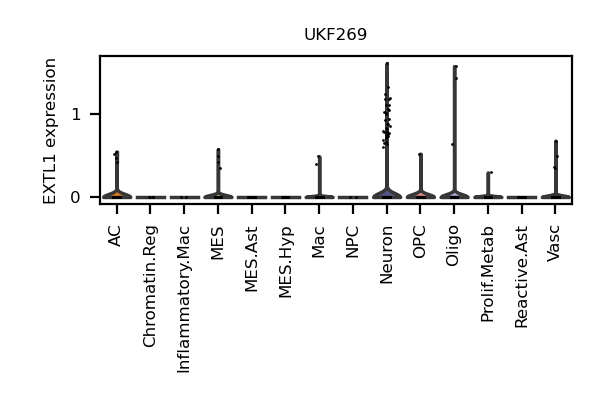 UKF269
EXTL1 expression
1
0
AC
Chromatin.Reg
Inflammatory.Mac
MES
MES.Ast
MES.Hyp
Mac
NPC
Neuron
OPC
Oligo
Prolif.Metab
Reactive.Ast
Vasc